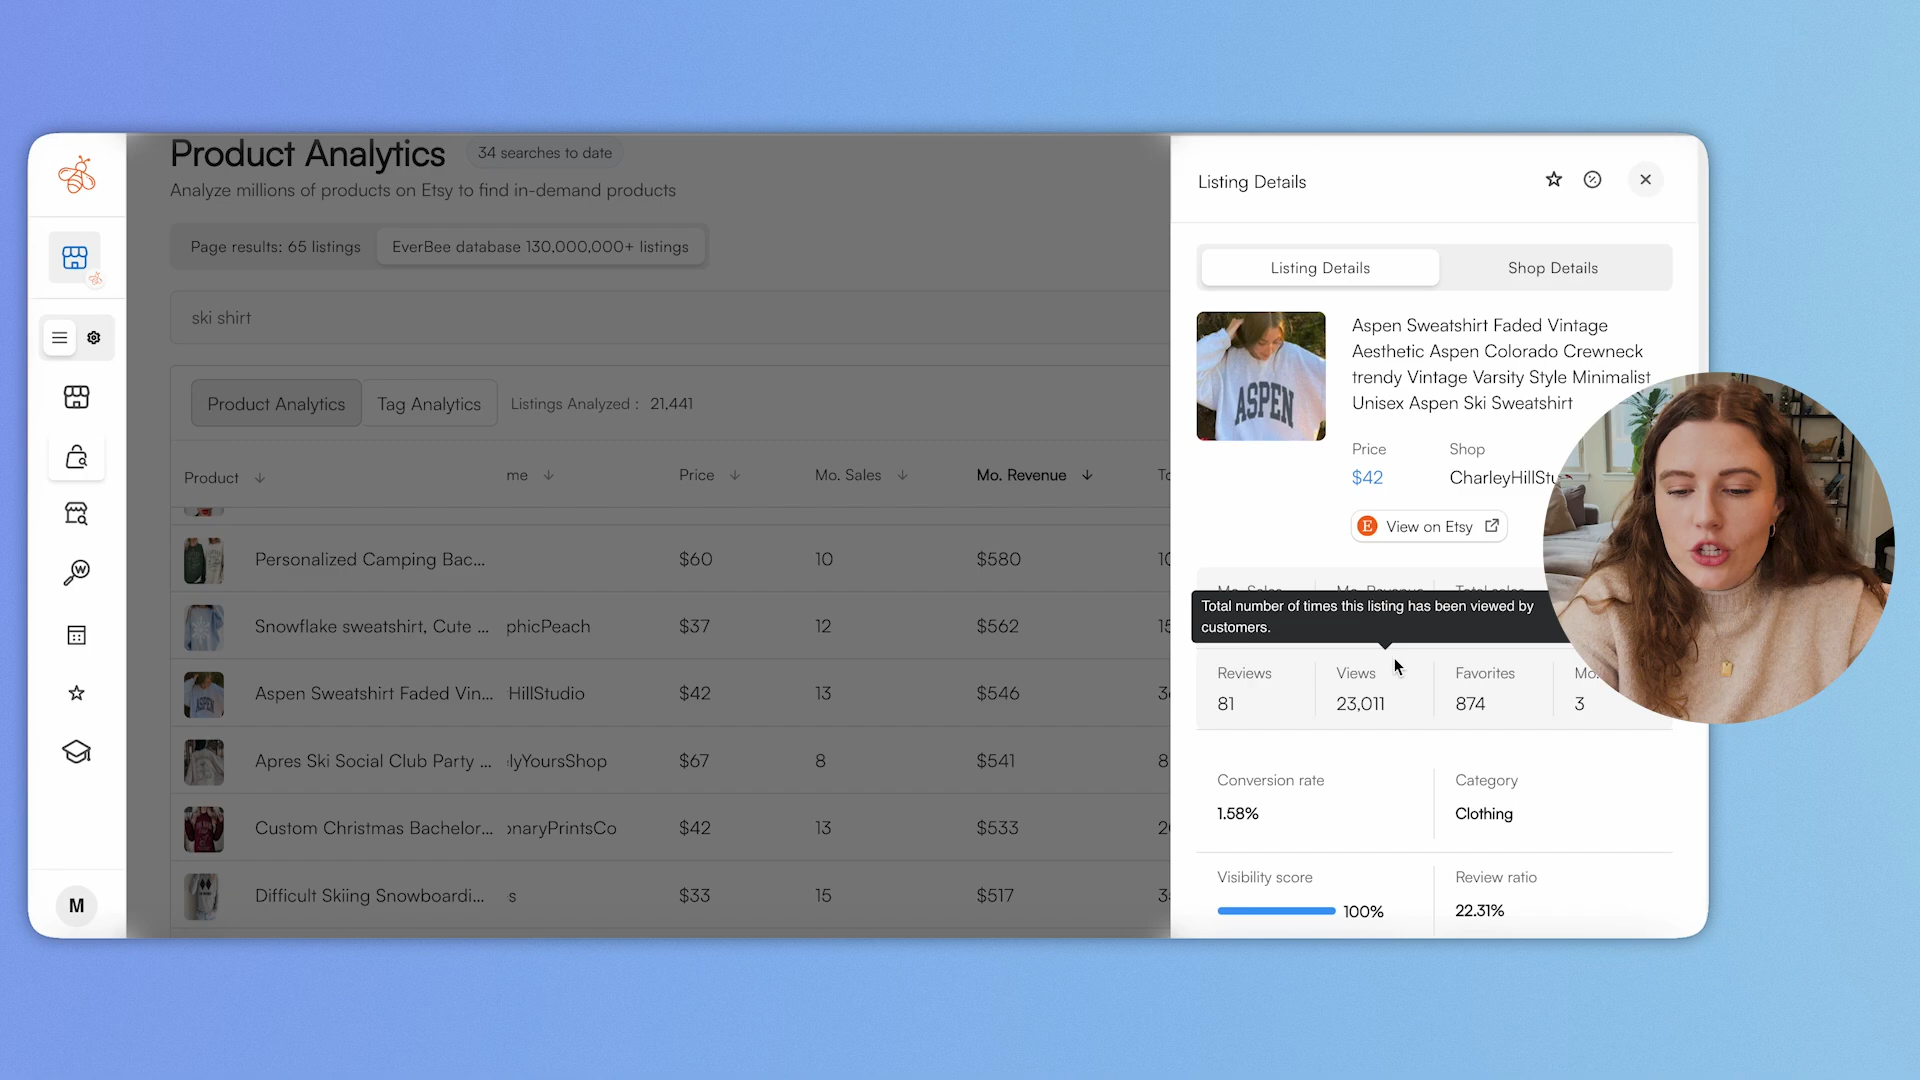 Product Analytics
34 searches to date
Analyze millions of products on Etsy to find in-demand products
Page results: 65 listings
EverBee database 130,000,000+ listings
ski shirt
Product Analytics
Tag Analytics
Listings Analyzed : 21,441
Product
me
Price
Mo. Sales
Mo. Revenue
Personalized Camping Bac...
$60
10
$580
Snowflake sweatshirt, Cute ...
phicPeach
$37
12
$562
Aspen Sweatshirt Faded Vin...
HillStudio
$42
13
$546
Apres Ski Social Club Party ...
lyYoursShop
$67
8
$541
8
Custom Christmas Bachelor...
onaryPrintsCo
$42
13
$533
Difficult Skiing Snowboardi...
s
$33
15
$517
M
Listing Details
Listing Details
Shop Details
ASPEN
Aspen Sweatshirt Faded Vintage
Aesthetic Aspen Colorado Crewneck
trendy Vintage Varsity Style Minimalist
Unisex Aspen Ski Sweatshirt
Price
Shop
$42
CharleyHillStu
E View on Etsy
Total number of times this listing has been viewed by
customers.
Reviews
Views
Favorites
Mo.
81
23,011
874
3
Conversion rate
Category
1.58%
Clothing
Visibility score
Review ratio
100%
22.31%